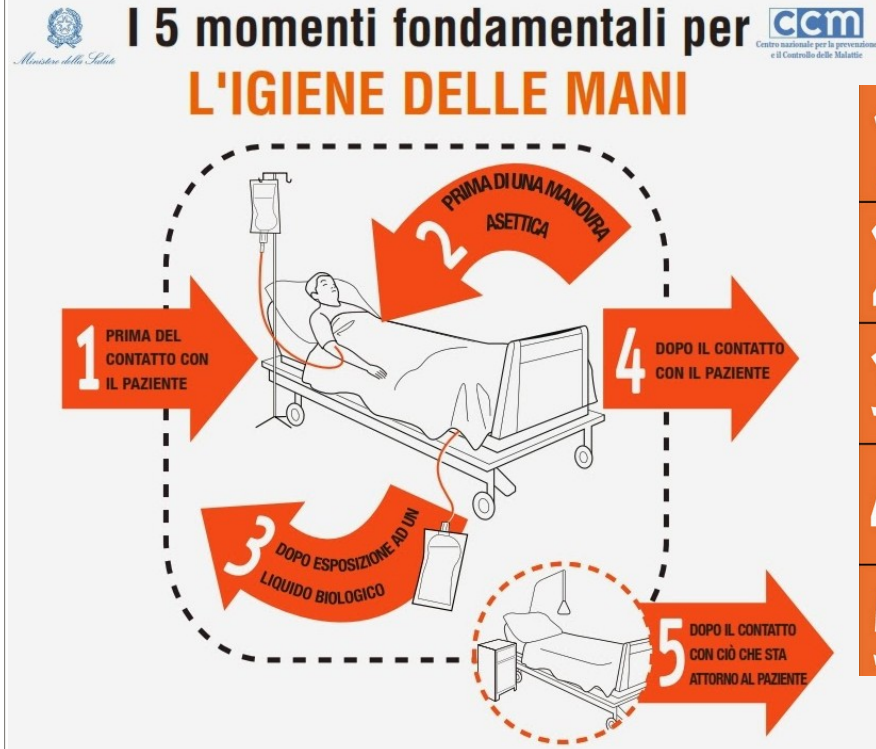 I 5 momenti fondamentali per
L'IGIENE DELLE MANI
Ministero della Salute
ccm
Centro nazionale per la prevenzione
e il Controllo delle Malattie
1
PRIMA DEL
CONTATTO CON
IL PAZIENTE
2
PRIMA DI UNA MANOVRA
ASETTICA
3
DOPO ESPOSIZIONE AD UN
LIQUIDO BIOLOGICO
4
DOPO IL CONTATTO
CON IL PAZIENTE
5
DOPO IL CONTATTO
CON CIÒ CHE STA
ATTORNO AL PAZIENTE